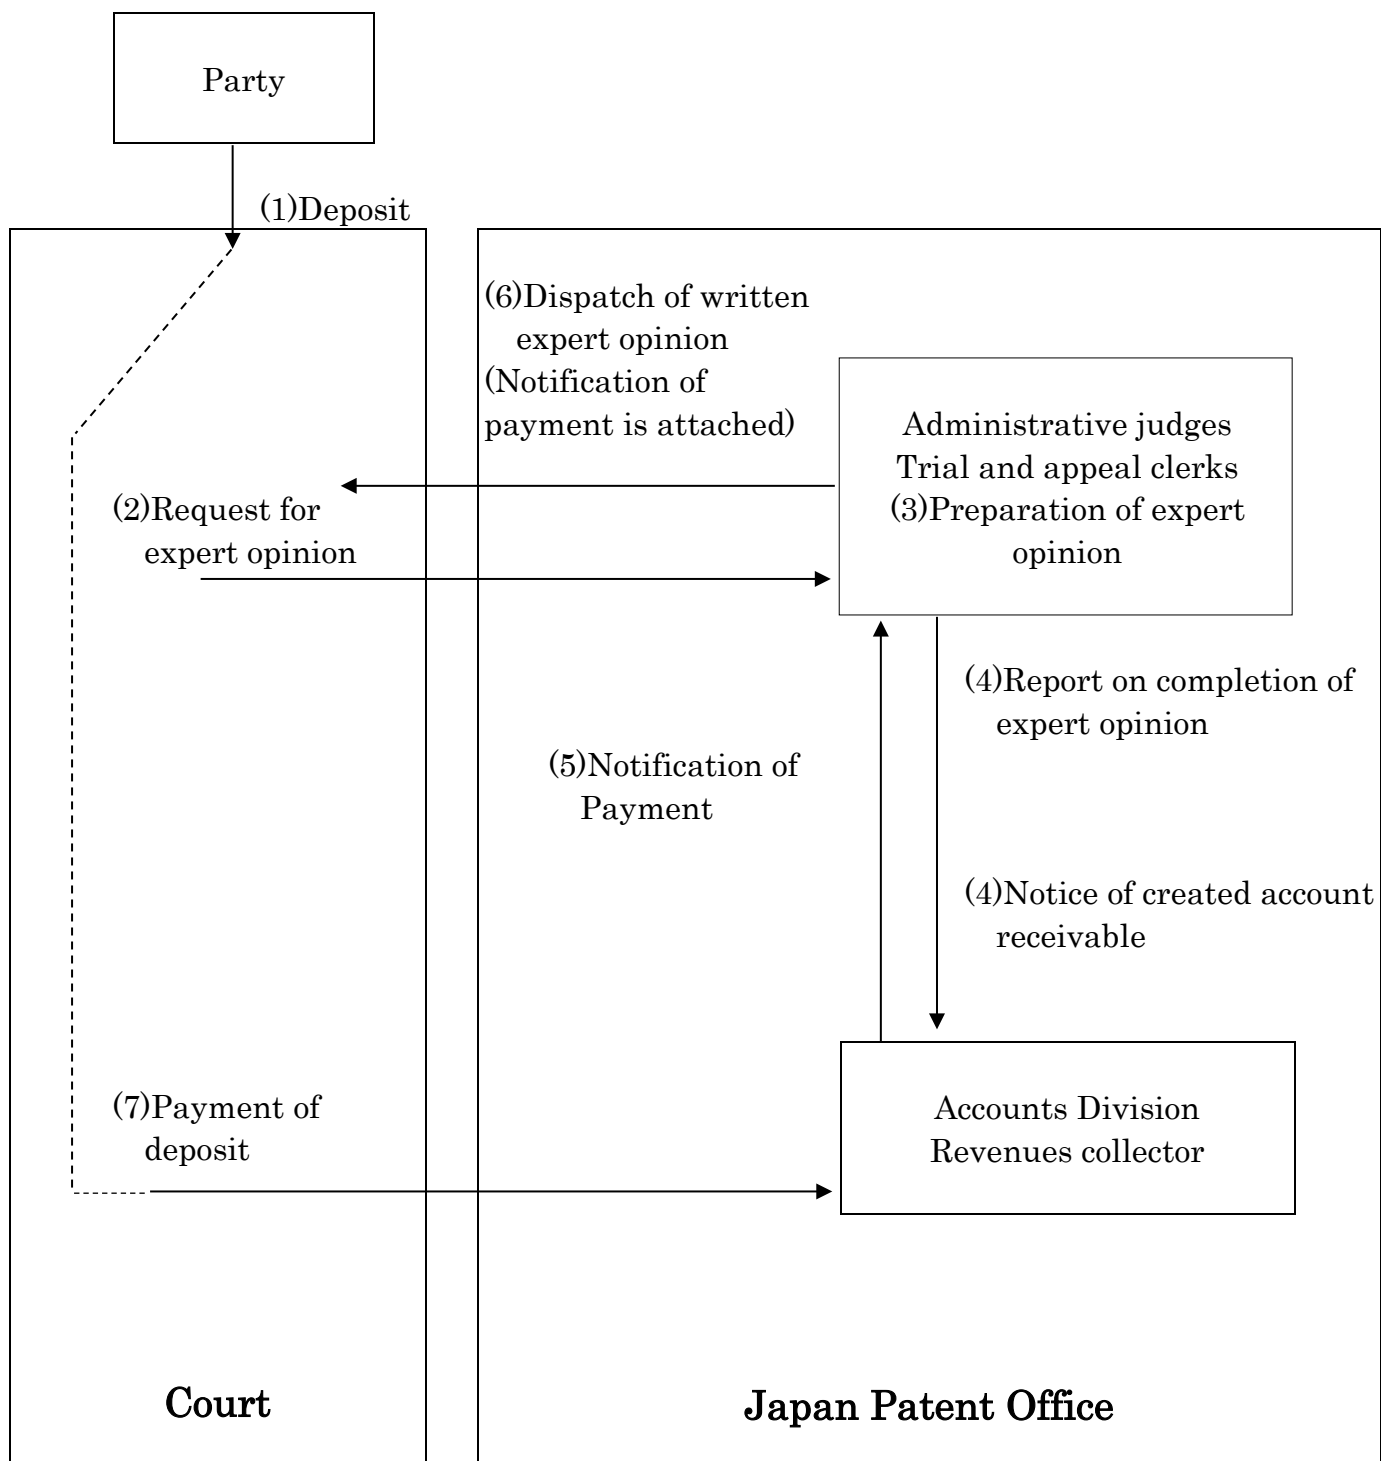 Party
(1)Deposit
(6)Dispatch of written
expert opinion
(Notification of
payment is attached)
Administrative judges
Trial and appeal clerks
(3)Preparation of expert
opinion
(2)Request for
expert opinion
(4)Report on completion of
expert opinion
(5)Notification of
Payment
(4)Notice of created account
receivable
(7)Payment of
deposit
Accounts Division
Revenues collector
Court
Japan Patent Office